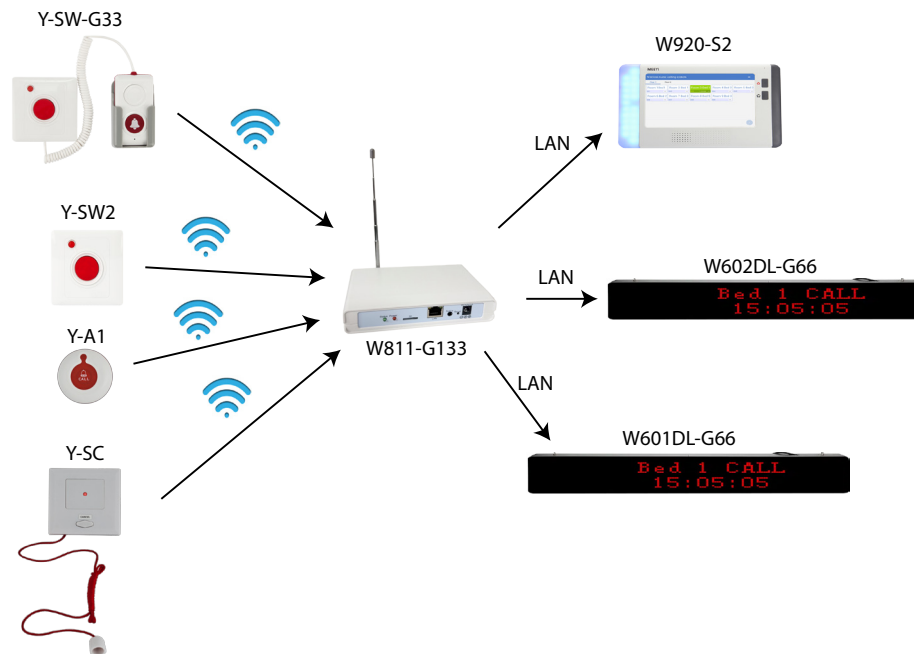 Y-SW-G33
W920-S2
LAN
Y-SW2
W602DL-G66
LAN
Bed 1 CALL
15:05:05
Y-A1
CALL
W811-G133
LAN
W601DL-G66
Bed 1 CALL
15:05:05
Y-SC